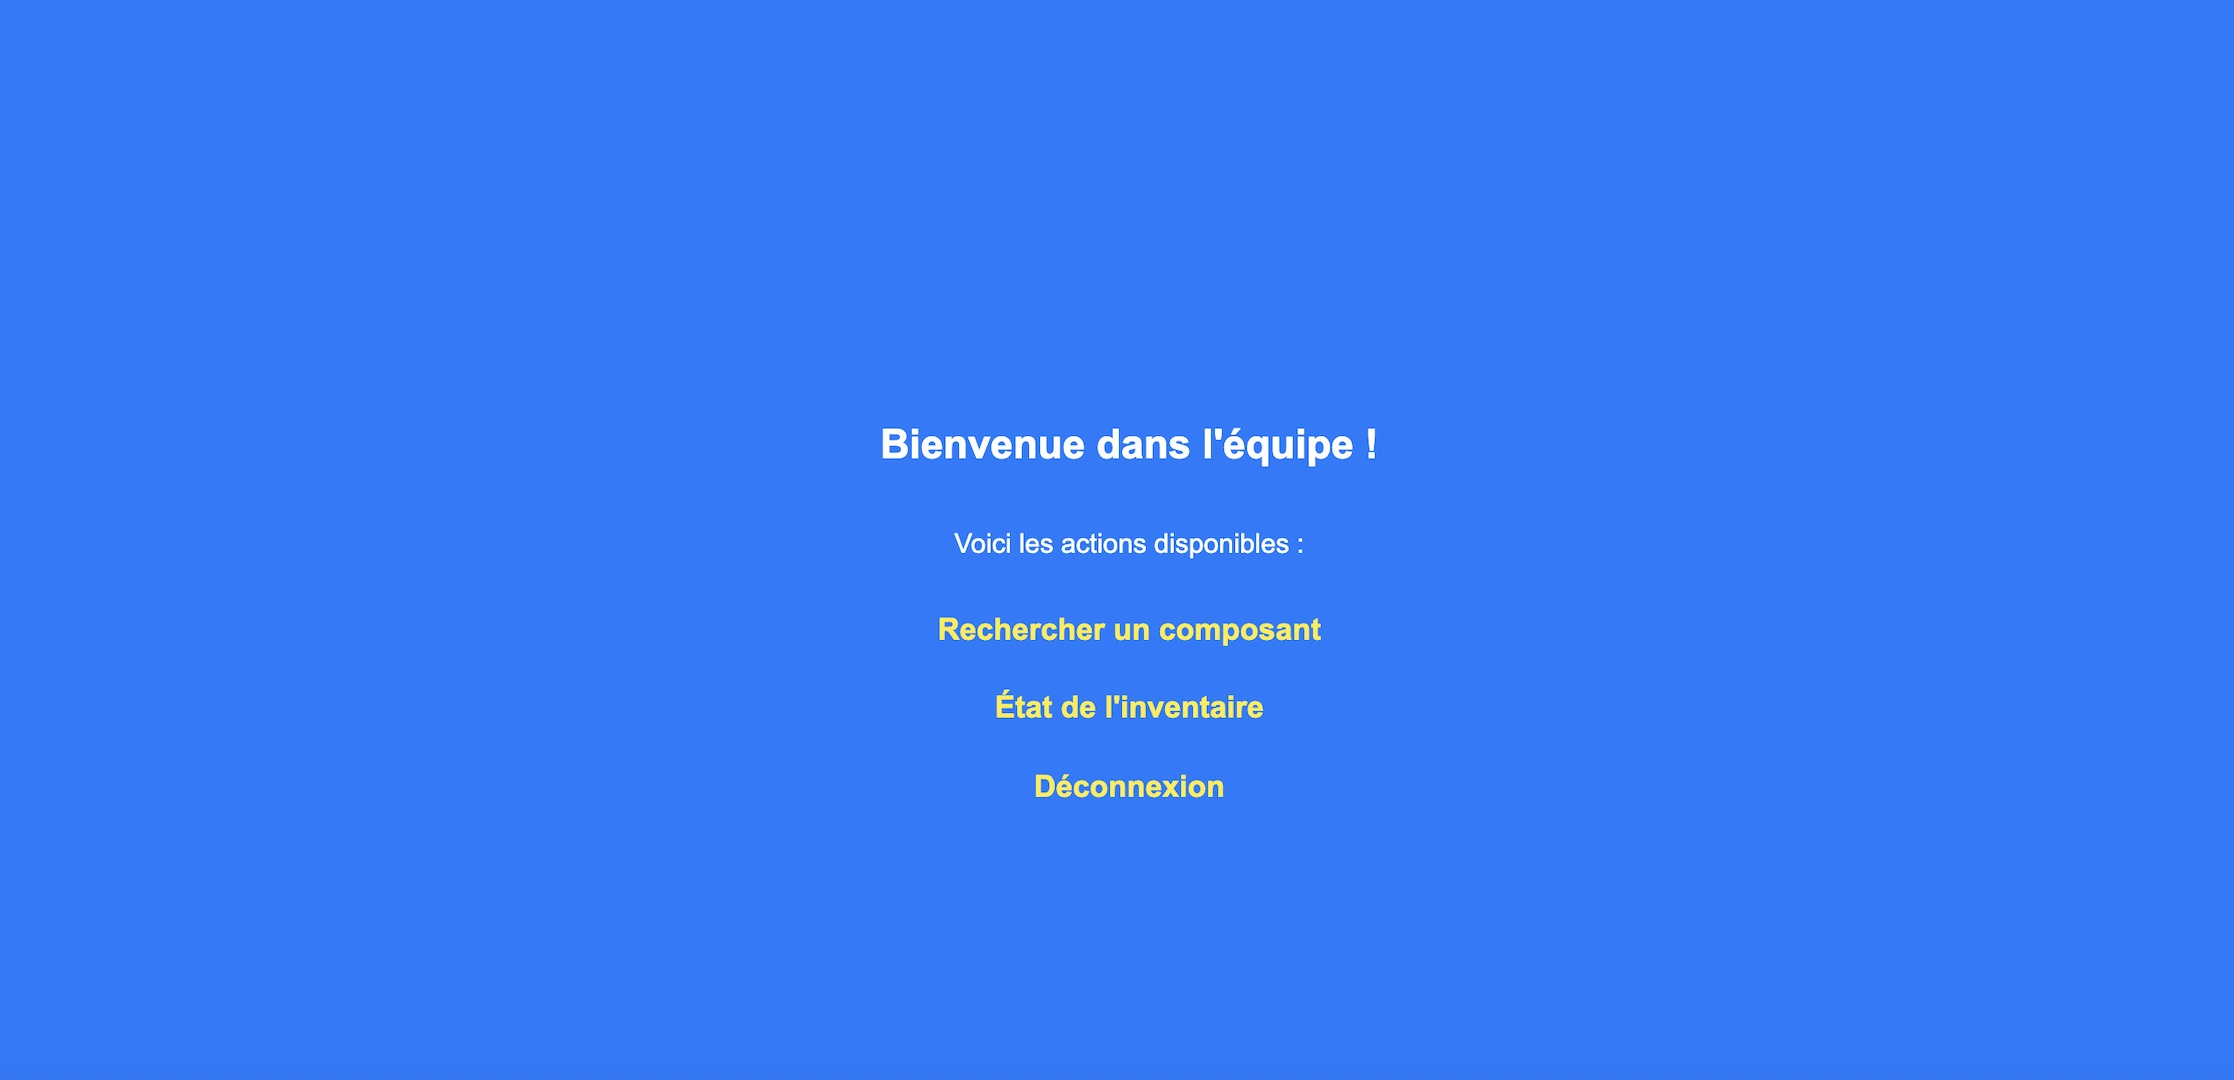 Bienvenue dans l'équipe !
Voici les actions disponibles :
Rechercher un composant
État de l'inventaire
Déconnexion